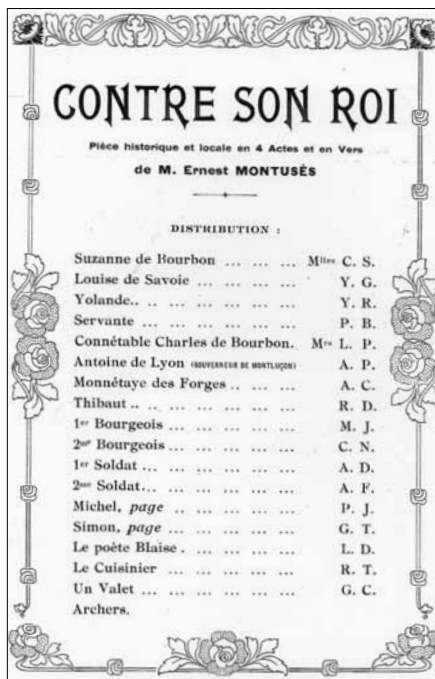 CONTRE SON ROI
Pièce historique et locale en 4 Actes et en Vers
de M. Ernest MONTUSÈS
DISTRIBUTION :
Suzanne de Bourbon ... ... ... Mlles C. S.
Louise de Savoie ... ... ... ... Y. G.
Yolande.. .. ... ... ... ... ... Y. R.
Servante ... ... ... ... ... ... P. B.
Connétable Charles de Bourbon. Mrs L. P.
Antoine de Lyon (GOUVERNEUR DE MONTLUÇON) A. P.
Monnétaye des Forges .. ... ... A. C.
Thibaut .. .. ... ... ... ... ... R. D.
1er Bourgeois ... ... ... ... ... M. J.
2me Bourgeois ... ... ... ... ... C. N.
1er Soldat ... ... ... ... ... ... A. D.
2me Soldat... ... ... ... ... ... A. F.
Michel, page .. ... ... ... ... P. J.
Simon, page ... ... ... ... ... G. T.
Le poète Blaise . ... ... ... ... L. D.
Le Cuisinier ... ... ... ... ... R. T.
Un Valet ... ... ... ... ... ... G. C.
Archers.